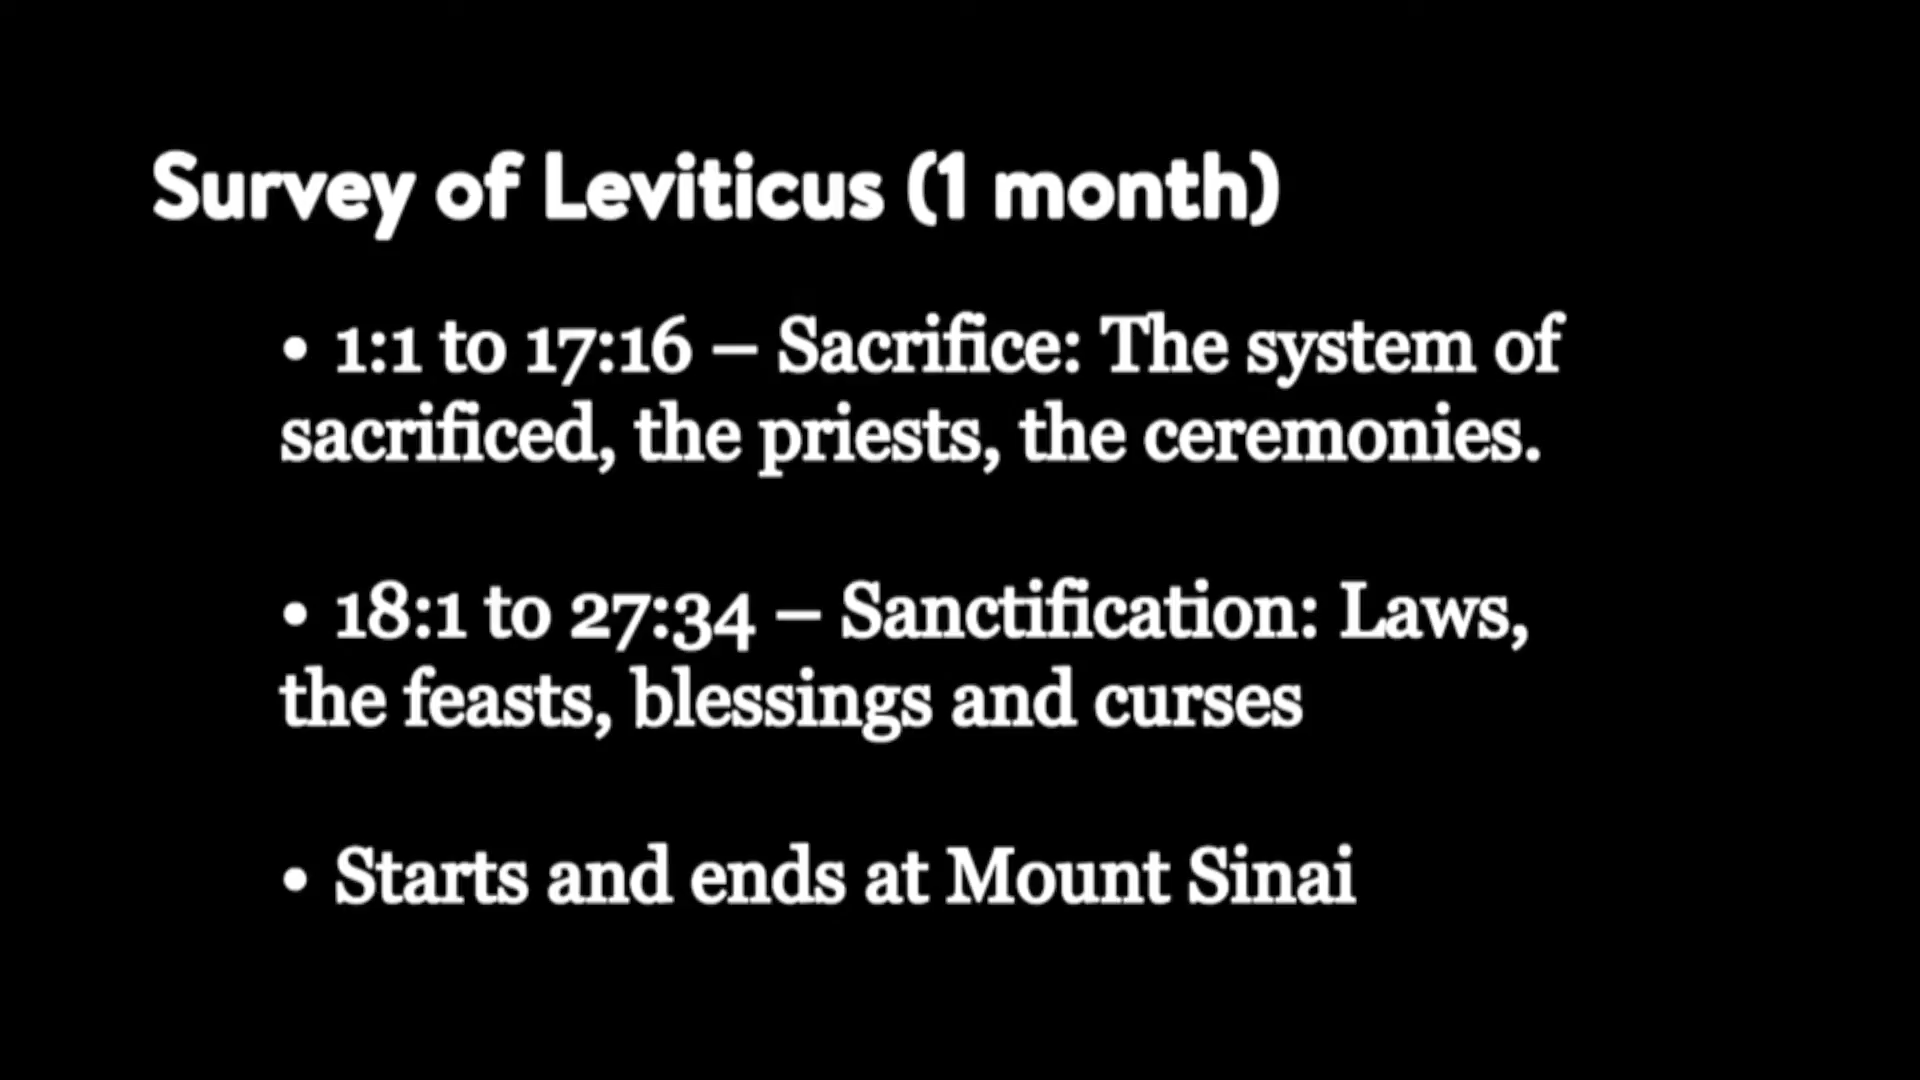 Survey of Leviticus (1 month)
• 1:1 to 17:16 – Sacrifice: The system of
sacrificed, the priests, the ceremonies.
• 18:1 to 27:34 – Sanctification: Laws,
the feasts, blessings and curses
• Starts and ends at Mount Sinai